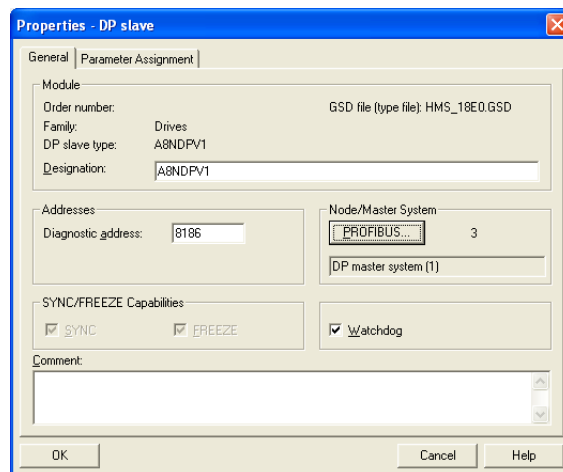 Properties - DP slave
General
Parameter Assignment
Module
Order number:
GSD file (type file): HMS_18E0.GSD
Family:
Drives
DP slave type:
A8NDPV1
Designation:
A8NDPV1
Addresses
Diagnostic address:
8186
Node/Master System
PROFIBUS...
3
DP master system (1)
SYNC/FREEZE Capabilities
SYNC
FREEZE
Watchdog
Comment:
OK
Cancel
Help